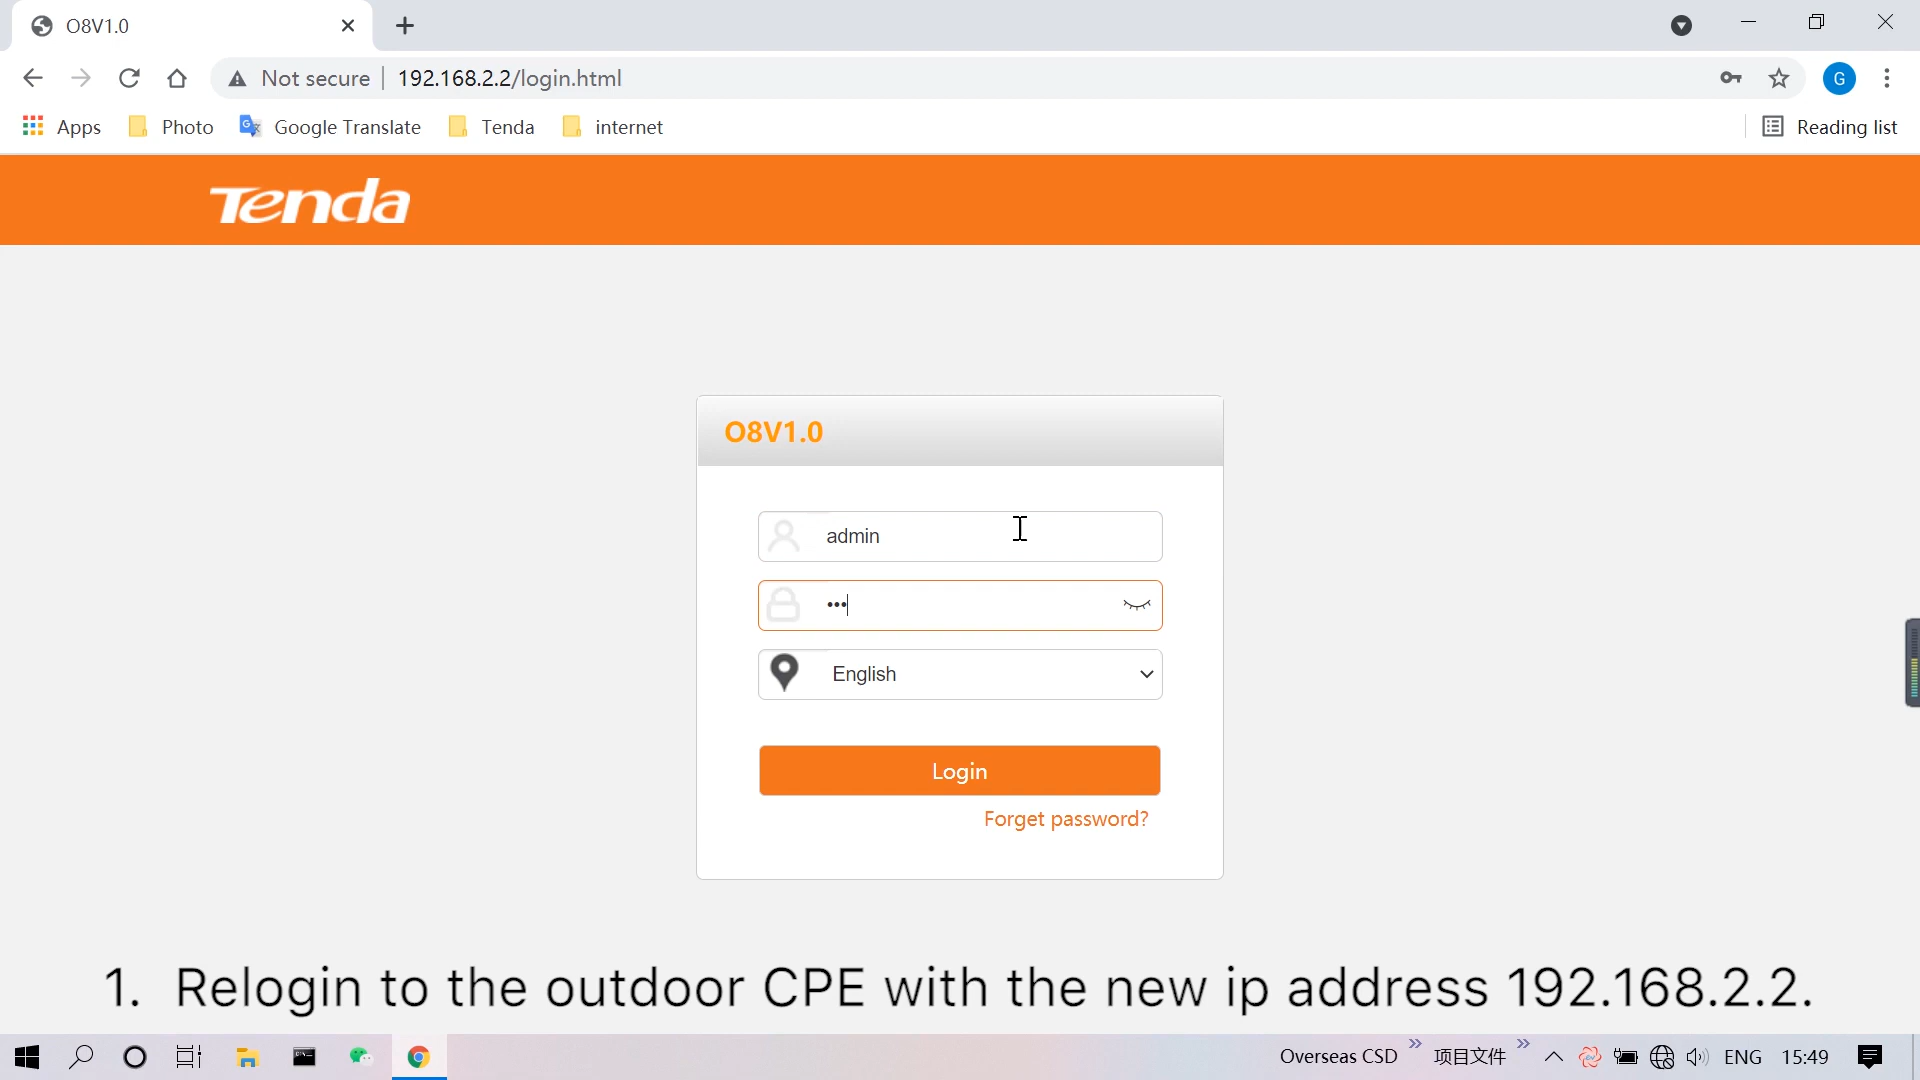 O8V1.0
Not secure
192.168.2.2/login.html
G
Apps
Photo
Google Translate
Tenda
internet
Reading list
Tenda
O8V1.0
admin
English
Login
Forget password?
1. Relogin to the outdoor CPE with the new ip address 192.168.2.2.
Overseas CSD
项目文件
ENG
15:49